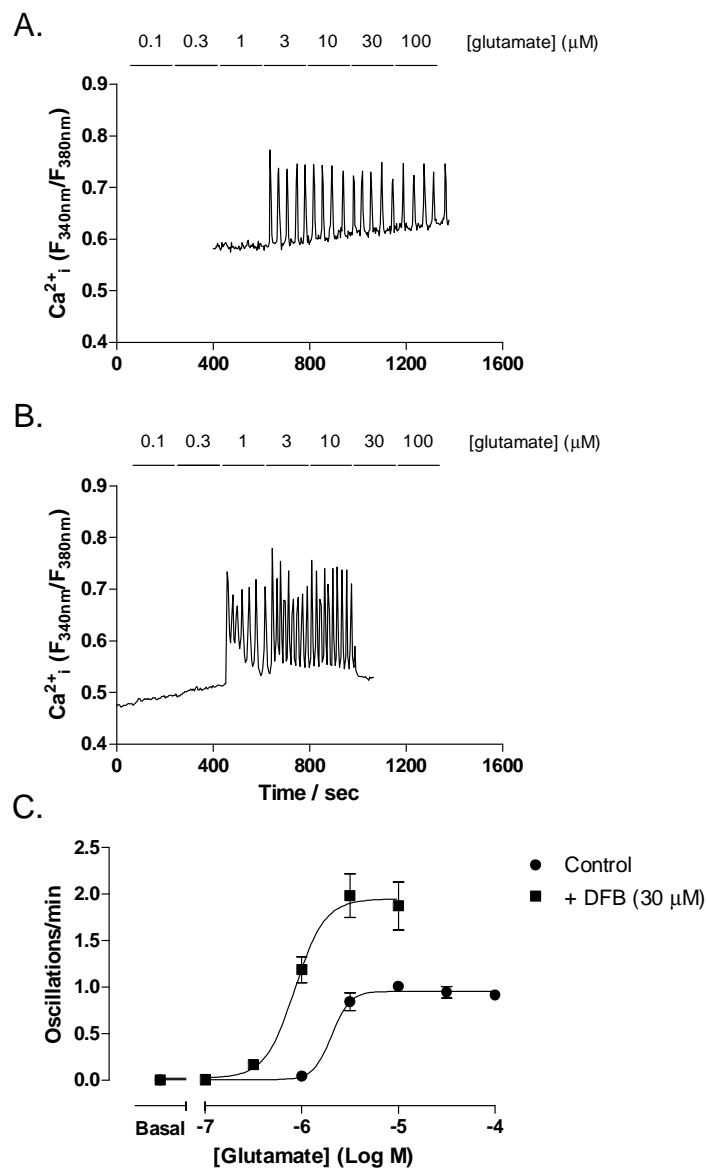 A.
0.1 0.3 1 3 10 30 100 [glutamate] (μM)
0.9
0.8
0.7
0.6
0.5
0.4
Ca2+i (F340nm/F380nm)
0 400 800 1200 1600
B.
0.1 0.3 1 3 10 30 100 [glutamate] (μM)
0.9
0.8
0.7
0.6
0.5
0.4
Ca2+i (F340nm/F380nm)
0 400 800 1200 1600
Time / sec
C.
2.5
2.0
1.5
1.0
0.5
0.0
Oscillations/min
Control
+ DFB (30 μM)
Basal -7 -6 -5 -4
[Glutamate] (Log M)